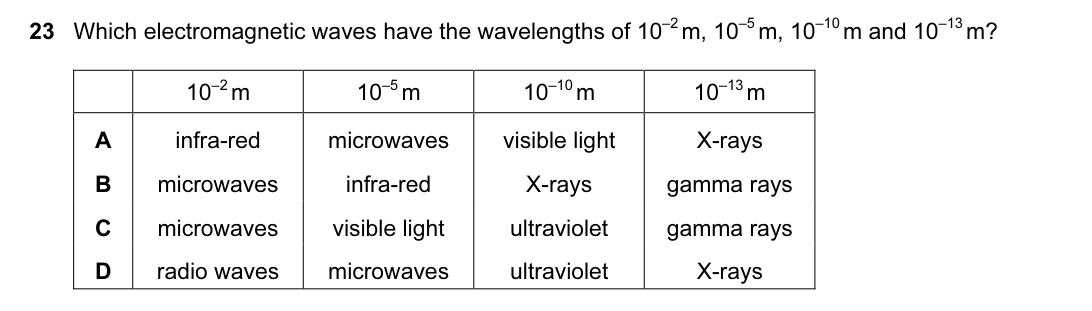 23 Which electromagnetic waves have the wavelengths of 10⁻² m, 10⁻⁵ m, 10⁻¹⁰ m and 10⁻¹³ m?
10⁻² m 10⁻⁵ m 10⁻¹⁰ m 10⁻¹³ m
A infra-red microwaves visible light X-rays
B microwaves infra-red X-rays gamma rays
C microwaves visible light ultraviolet gamma rays
D radio waves microwaves ultraviolet X-rays